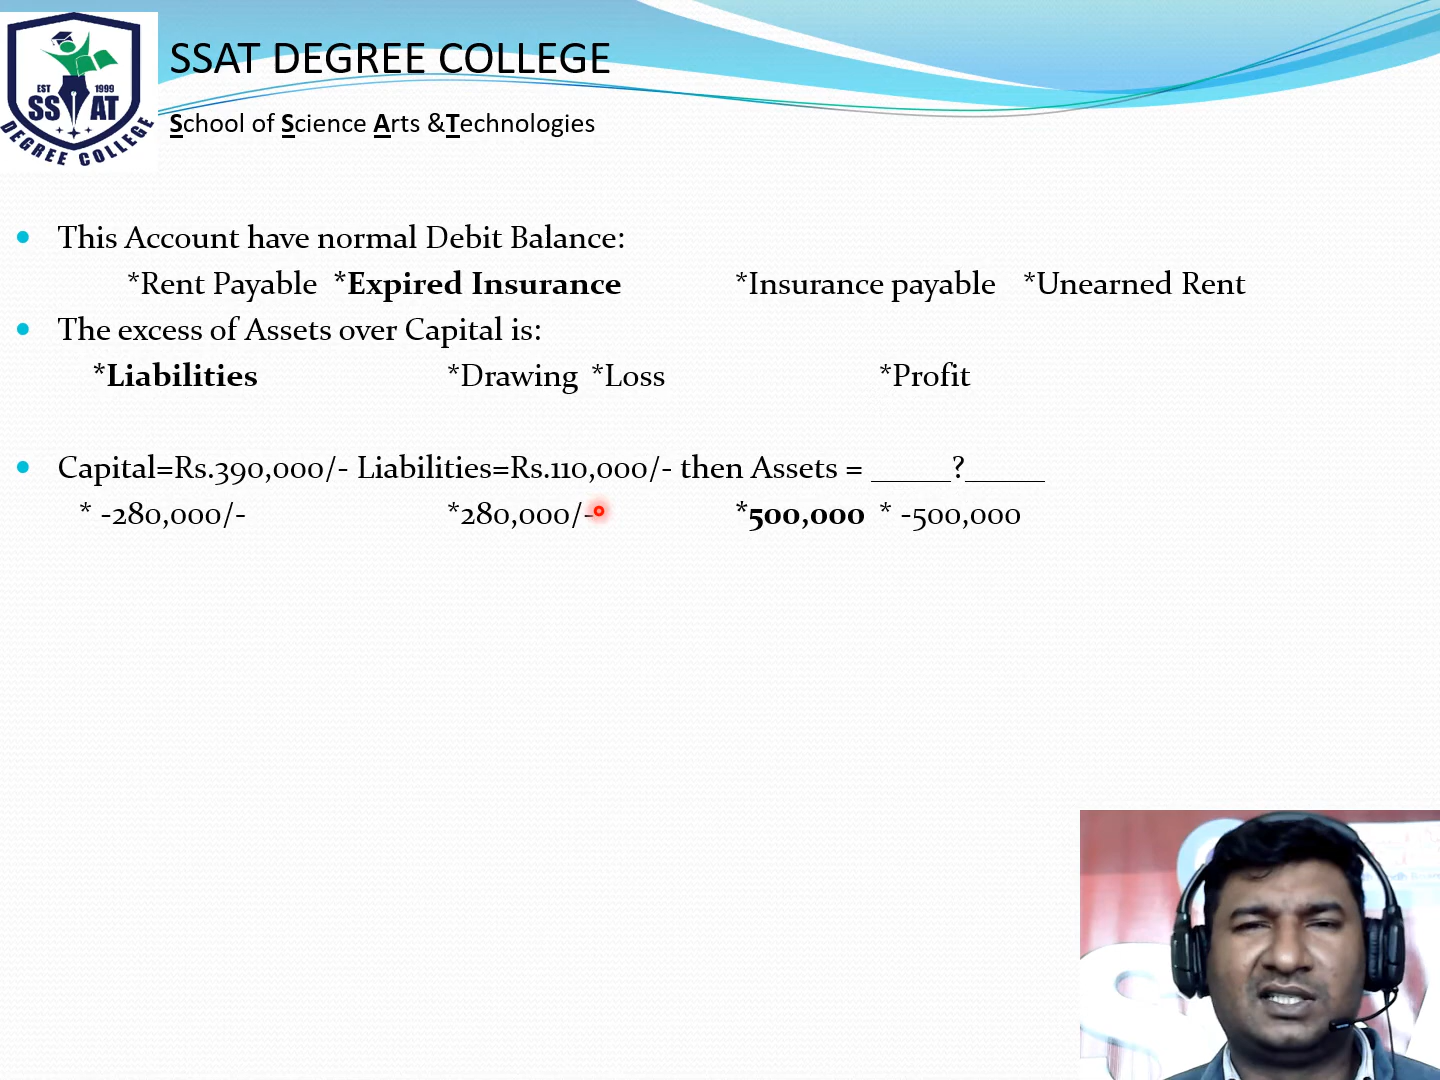 SSAT DEGREE COLLEGE
School of Science Arts &Technologies
EST 1999
SSAT
DEGREE COLLEGE
This Account have normal Debit Balance:
*Rent Payable *Expired Insurance *Insurance payable *Unearned Rent
The excess of Assets over Capital is:
*Liabilities *Drawing *Loss *Profit
Capital=Rs.390,000/- Liabilities=Rs.110,000/- then Assets = _____?_____
* -280,000/- *280,000/- *500,000 * -500,000